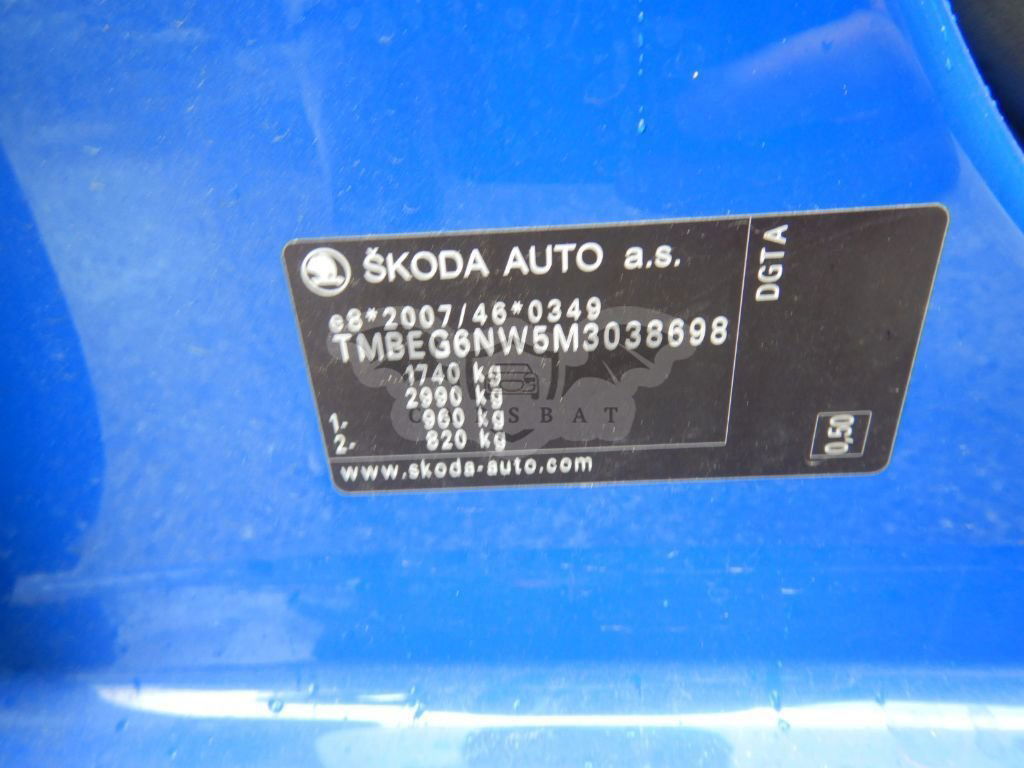 ŠKODA AUTO a.s.
e8*2007/46*0349
TMBEG6NW5M3038698
1740 kg
2990 kg
1- 960 kg
2- 820 kg
www.skoda-auto.com
DGTA
0,50
CARSBAT